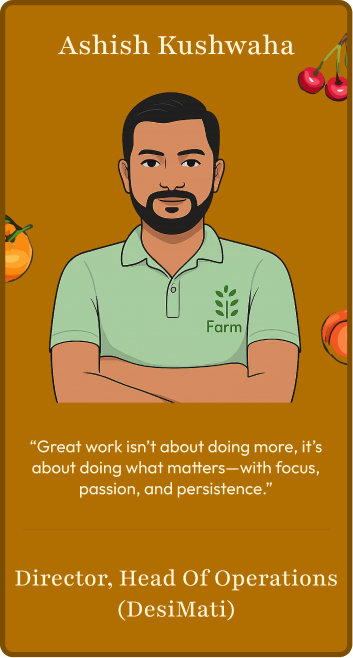 Ashish Kushwaha
Farm
“Great work isn’t about doing more, it’s
about doing what matters—with focus,
passion, and persistence.”
Director, Head Of Operations
(DesiMati)